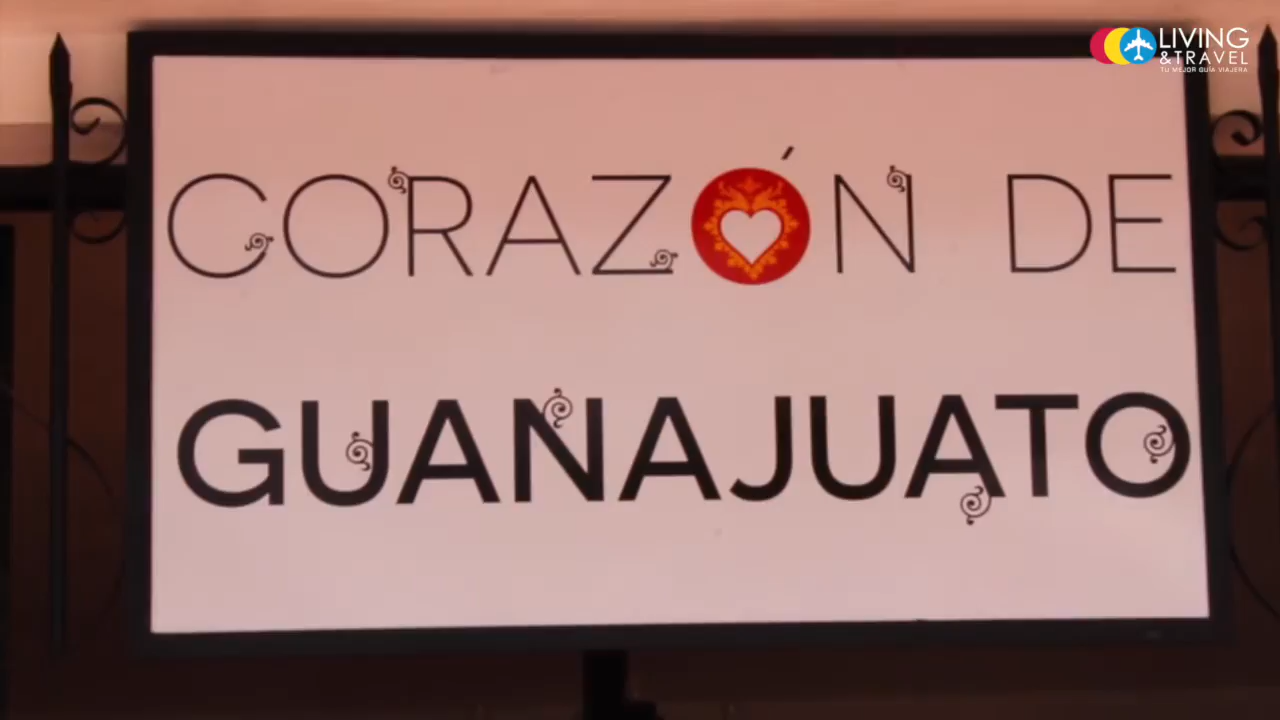 LIVING
&TRAVEL
TU MEJOR GUÍA VIAJERA
CORAZÓN DE
GUANAJUATO